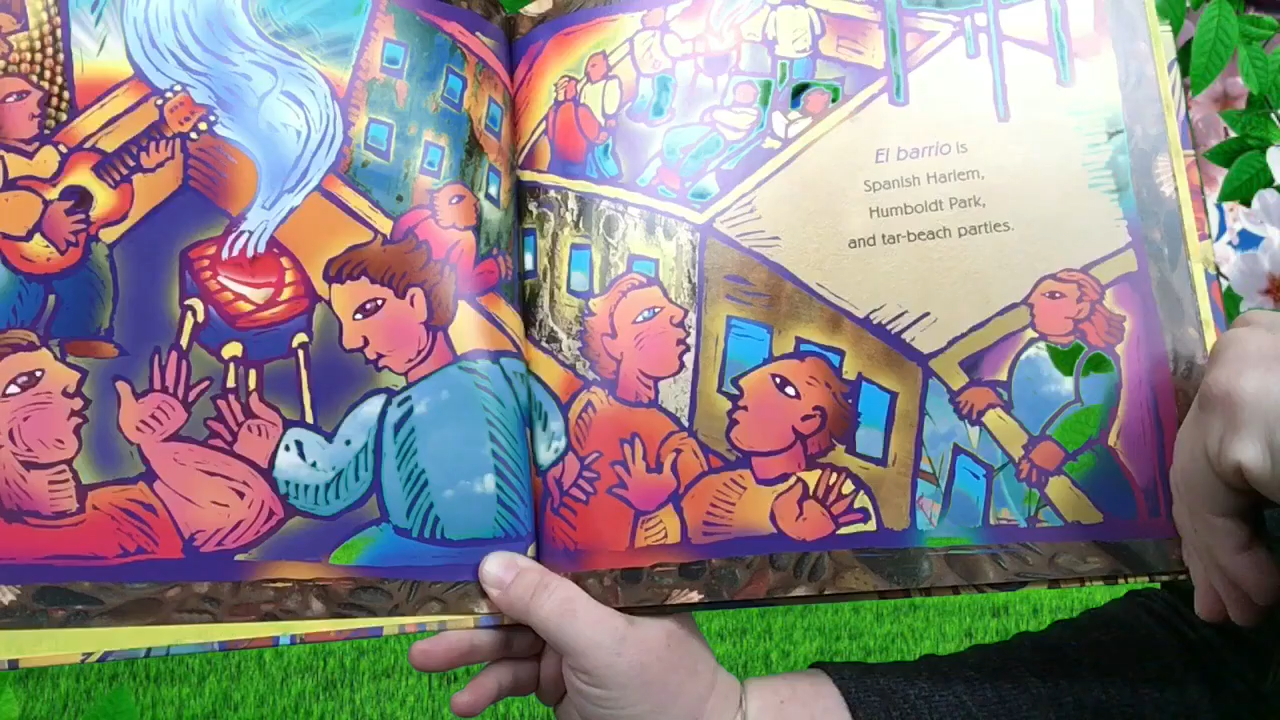 El barrio is
Spanish Harlem,
Humboldt Park,
and tar-beach parties.